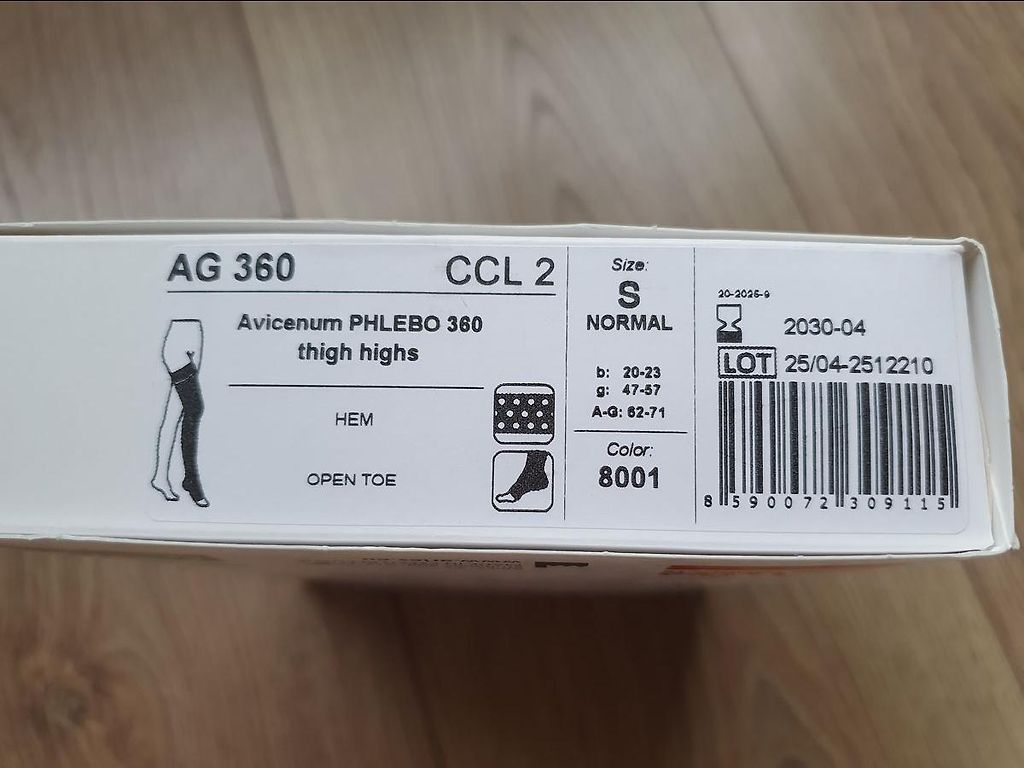 AG 360
CCL 2
Avicenum PHLEBO 360
thigh highs
HEM
OPEN TOE
Size:
S
NORMAL
b: 20-23
g: 47-57
A-G: 62-71
Color:
8001
20-2025-9
2030-04
LOT 25/04-2512210
8 590072 309115